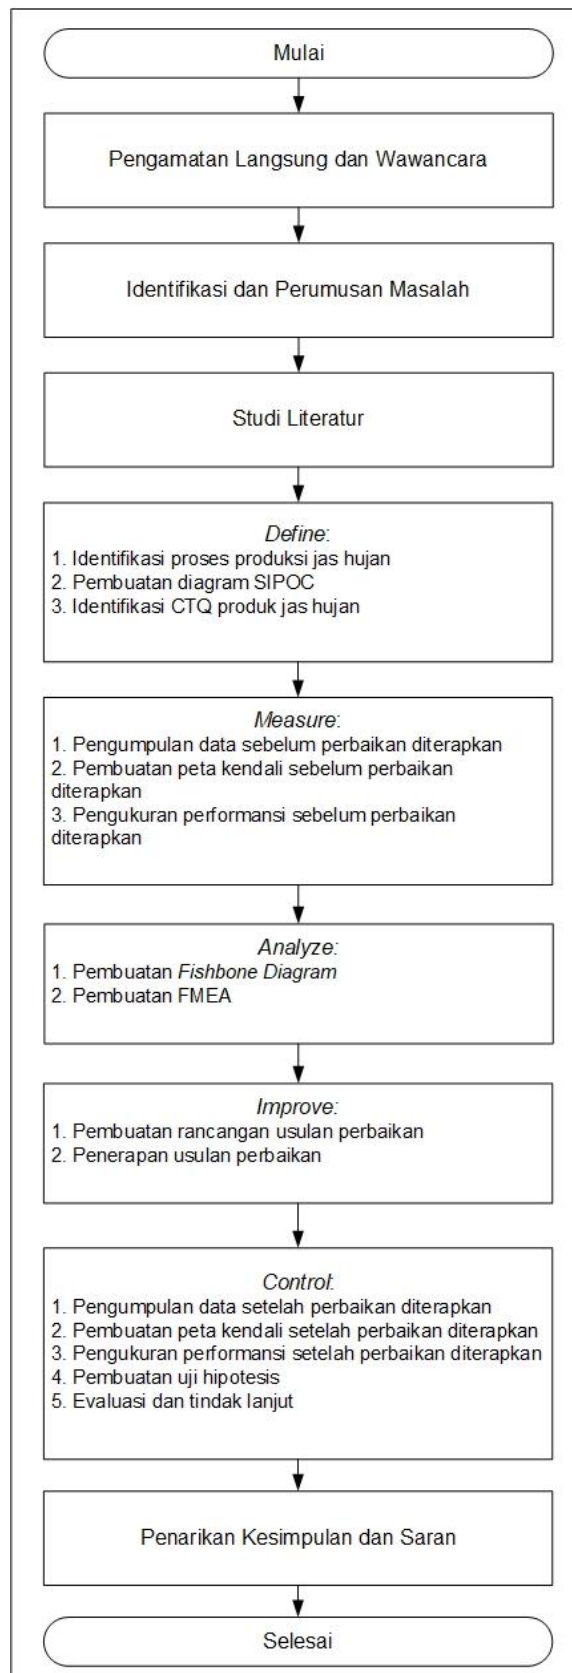 Mulai
Pengamatan Langsung dan Wawancara
Identifikasi dan Perumusan Masalah
Studi Literatur
Define:
1. Identifikasi proses produksi jas hujan
2. Pembuatan diagram SIPOC
3. Identifikasi CTQ produk jas hujan
Measure:
1. Pengumpulan data sebelum perbaikan diterapkan
2. Pembuatan peta kendali sebelum perbaikan
diterapkan
3. Pengukuran performansi sebelum perbaikan
diterapkan
Analyze:
1. Pembuatan Fishbone Diagram
2. Pembuatan FMEA
Improve:
1. Pembuatan rancangan usulan perbaikan
2. Penerapan usulan perbaikan
Control:
1. Pengumpulan data setelah perbaikan diterapkan
2. Pembuatan peta kendali setelah perbaikan diterapkan
3. Pengukuran performansi setelah perbaikan diterapkan
4. Pembuatan uji hipotesis
5. Evaluasi dan tindak lanjut
Penarikan Kesimpulan dan Saran
Selesai